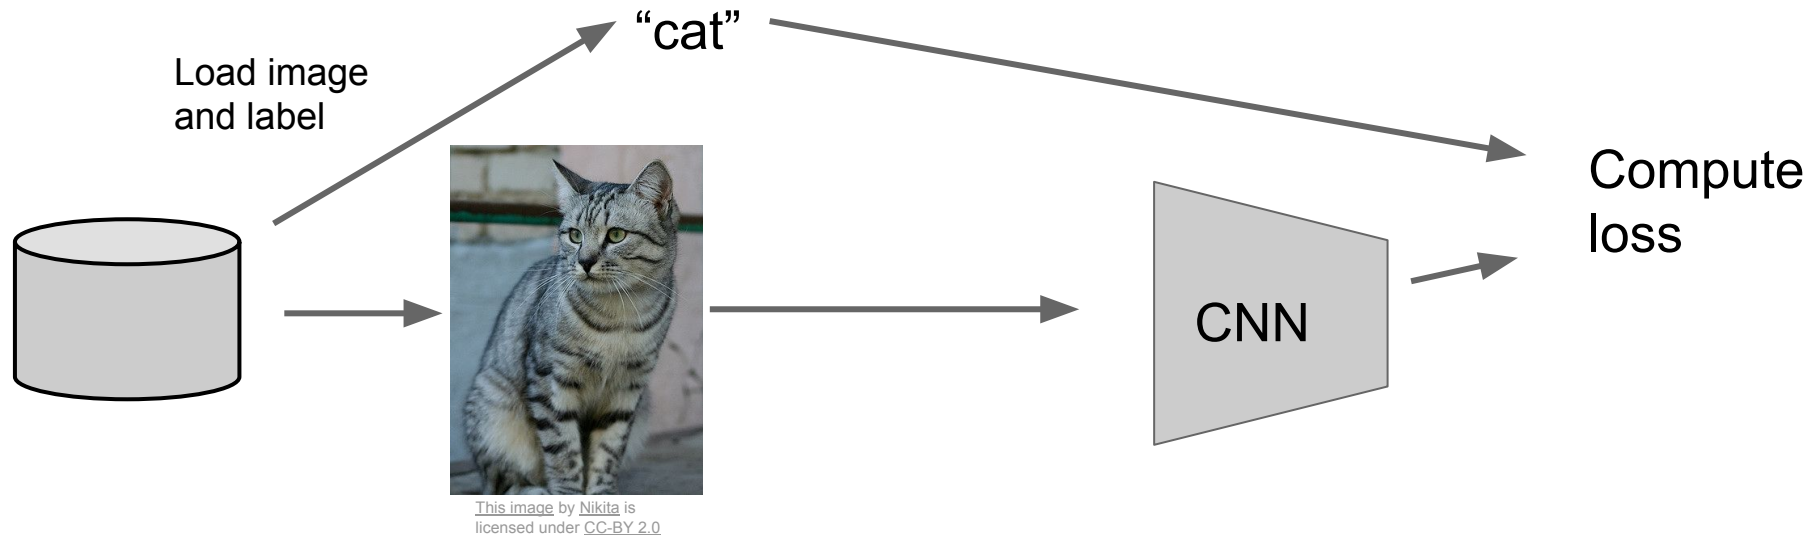 “cat”
Load image
and label
Compute
loss
CNN
This image by Nikita is
licensed under CC-BY 2.0